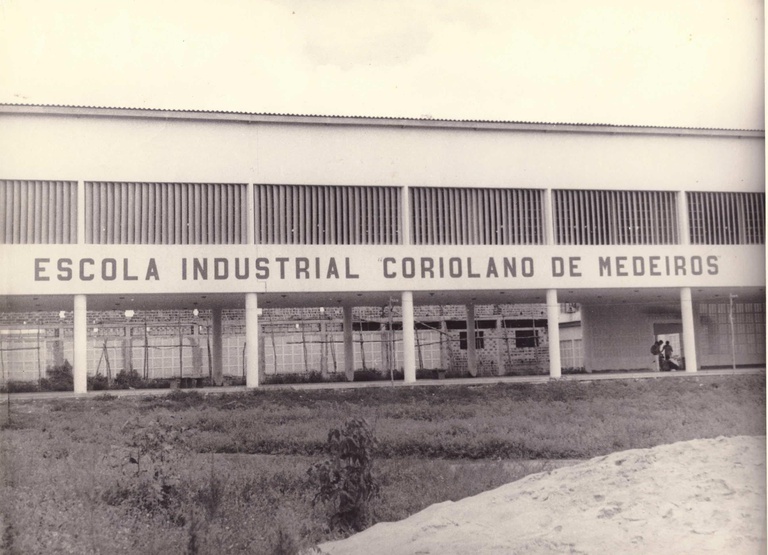 ESCOLA INDUSTRIAL "CORIOLANO DE MEDEIROS"